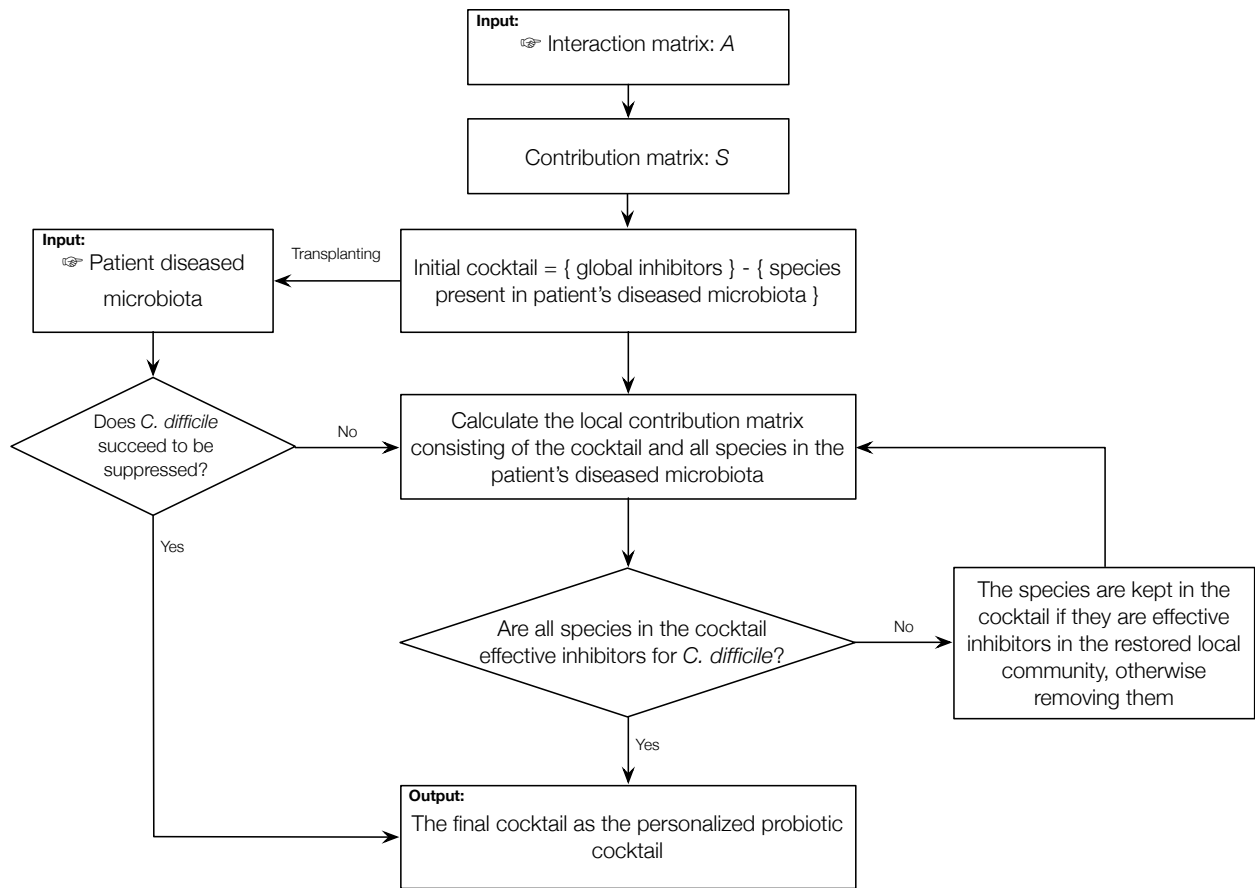 Input:
☞ Interaction matrix: A
Contribution matrix: S
Input:
☞ Patient diseased
microbiota
Transplanting
Initial cocktail = { global inhibitors } - { species
present in patient's diseased microbiota }
Does C. difficile
succeed to be
suppressed?
No
Calculate the local contribution matrix
consisting of the cocktail and all species in the
patient's diseased microbiota
Yes
Are all species in the cocktail
effective inhibitors for C. difficile?
No
The species are kept in the
cocktail if they are effective
inhibitors in the restored local
community, otherwise
removing them
Yes
Output:
The final cocktail as the personalized probiotic
cocktail